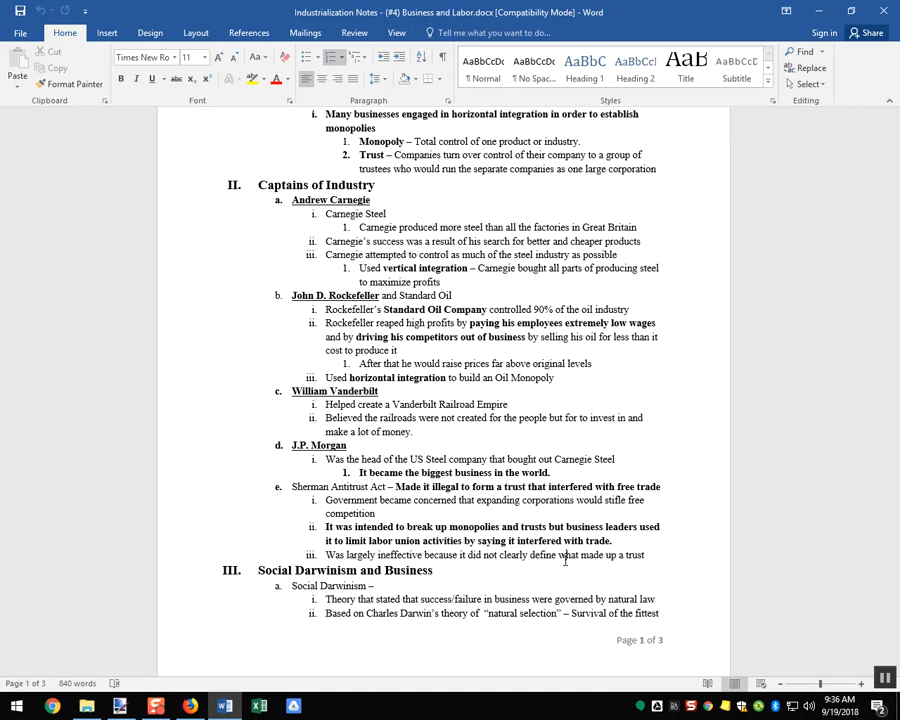 Industrialization Notes - (#4) Business and Labor.docx [Compatibility Mode] - Word
File Home Insert Design Layout References Mailings Review View Tell me what you want to do... Sign in Share
Paste Cut Copy Format Painter Times New Ro 11
B I U abc X₂ X² Aa
AaBbCcDc AaBbCcDc AaBbC AaBbCcI AaB AaBbCcD
¶ Normal ¶ No Spac... Heading 1 Heading 2 Title Subtitle
Find Replace Select
Clipboard Font Paragraph Styles Editing
i. Many businesses engaged in horizontal integration in order to establish
monopolies
1. Monopoly – Total control of one product or industry.
2. Trust – Companies turn over control of their company to a group of
trustees who would run the separate companies as one large corporation
II. Captains of Industry
a. Andrew Carnegie
i. Carnegie Steel
1. Carnegie produced more steel than all the factories in Great Britain
ii. Carnegie's success was a result of his search for better and cheaper products
iii. Carnegie attempted to control as much of the steel industry as possible
1. Used vertical integration – Carnegie bought all parts of producing steel
to maximize profits
b. John D. Rockefeller and Standard Oil
i. Rockefeller's Standard Oil Company controlled 90% of the oil industry
ii. Rockefeller reaped high profits by paying his employees extremely low wages
and by driving his competitors out of business by selling his oil for less than it
cost to produce it
1. After that he would raise prices far above original levels
iii. Used horizontal integration to build an Oil Monopoly
c. William Vanderbilt
i. Helped create a Vanderbilt Railroad Empire
ii. Believed the railroads were not created for the people but for to invest in and
make a lot of money.
d. J.P. Morgan
i. Was the head of the US Steel company that bought out Carnegie Steel
1. It became the biggest business in the world.
e. Sherman Antitrust Act – Made it illegal to form a trust that interfered with free trade
i. Government became concerned that expanding corporations would stifle free
competition
ii. It was intended to break up monopolies and trusts but business leaders used
it to limit labor union activities by saying it interfered with trade.
iii. Was largely ineffective because it did not clearly define what made up a trust
III. Social Darwinism and Business
a. Social Darwinism –
i. Theory that stated that success/failure in business were governed by natural law
ii. Based on Charles Darwin's theory of "natural selection" – Survival of the fittest
Page 1 of 3
Page 1 of 3 840 words
9:36 AM
9/19/2018
2